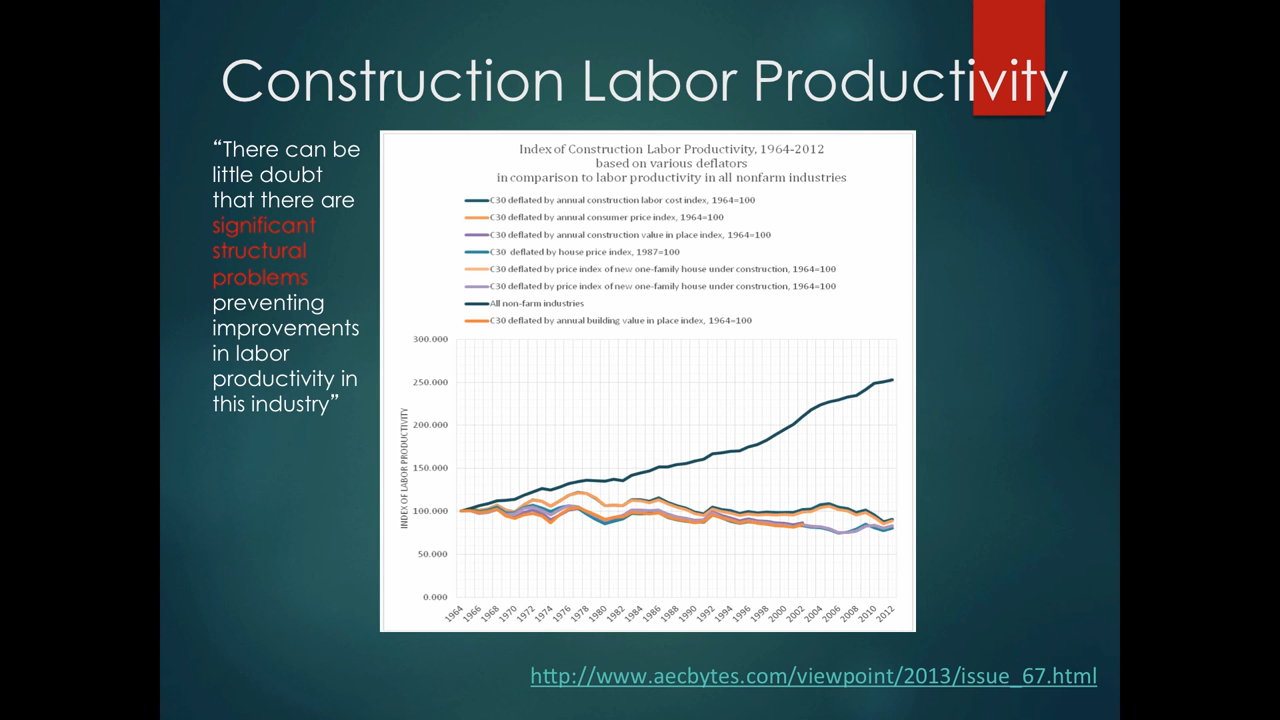 Construction Labor Productivity
“There can be
little doubt
that there are
significant
structural
problems
preventing
improvements
in labor
productivity in
this industry”
Index of Construction Labor Productivity, 1964-2012
based on various deflators
in comparison to labor productivity in all nonfarm industries
C30 deflated by annual construction labor cost index, 1964=100
C30 deflated by annual consumer price index, 1964=100
C30 deflated by annual construction value in place index, 1964=100
C30 deflated by house price index, 1987=100
C30 deflated by price index of new one-family house under construction, 1964=100
C30 deflated by price index of new one-family house under construction, 1964=100
All non-farm industries
C30 deflated by annual building value in place index, 1964=100
INDEX OF LABOR PRODUCTIVITY
300.000
250.000
200.000
150.000
100.000
50.000
0.000
1964 1966 1968 1970 1972 1974 1976 1978 1980 1982 1984 1986 1988 1990 1992 1994 1996 1998 2000 2002 2004 2006 2008 2010 2012
http://www.aecbytes.com/viewpoint/2013/issue_67.html